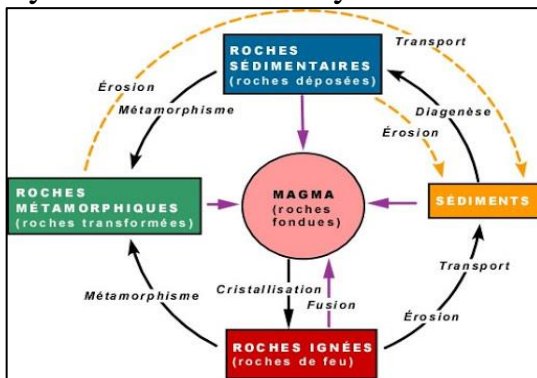 ROCHES
SÉDIMENTAIRES
(roches déposées)
Transport
Érosion
Métamorphisme
Diagenèse
Érosion
ROCHES
MÉTAMORPHIQUES
(roches transformées)
MAGMA
(roches
fondues)
SÉDIMENTS
Métamorphisme
Cristallisation
Fusion
Transport
Érosion
ROCHES IGNÉES
(roches de feu)